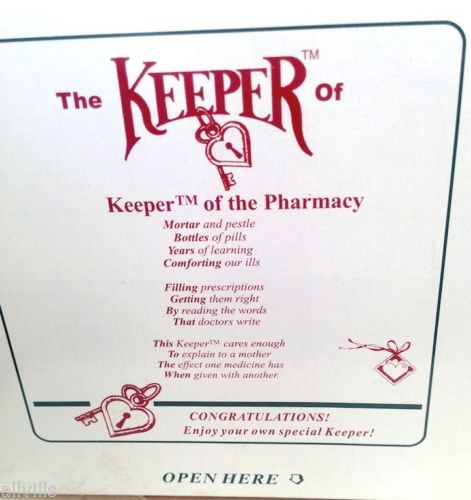 The KEEPER™ Of
Keeper™ of the Pharmacy
Mortar and pestle
Bottles of pills
Years of learning
Comforting our ills
Filling prescriptions
Getting them right
By reading the words
That doctors write
This Keeper™ cares enough
To explain to a mother
The effect one medicine has
When given with another.
CONGRATULATIONS!
Enjoy your own special Keeper!
OPEN HERE
allvills